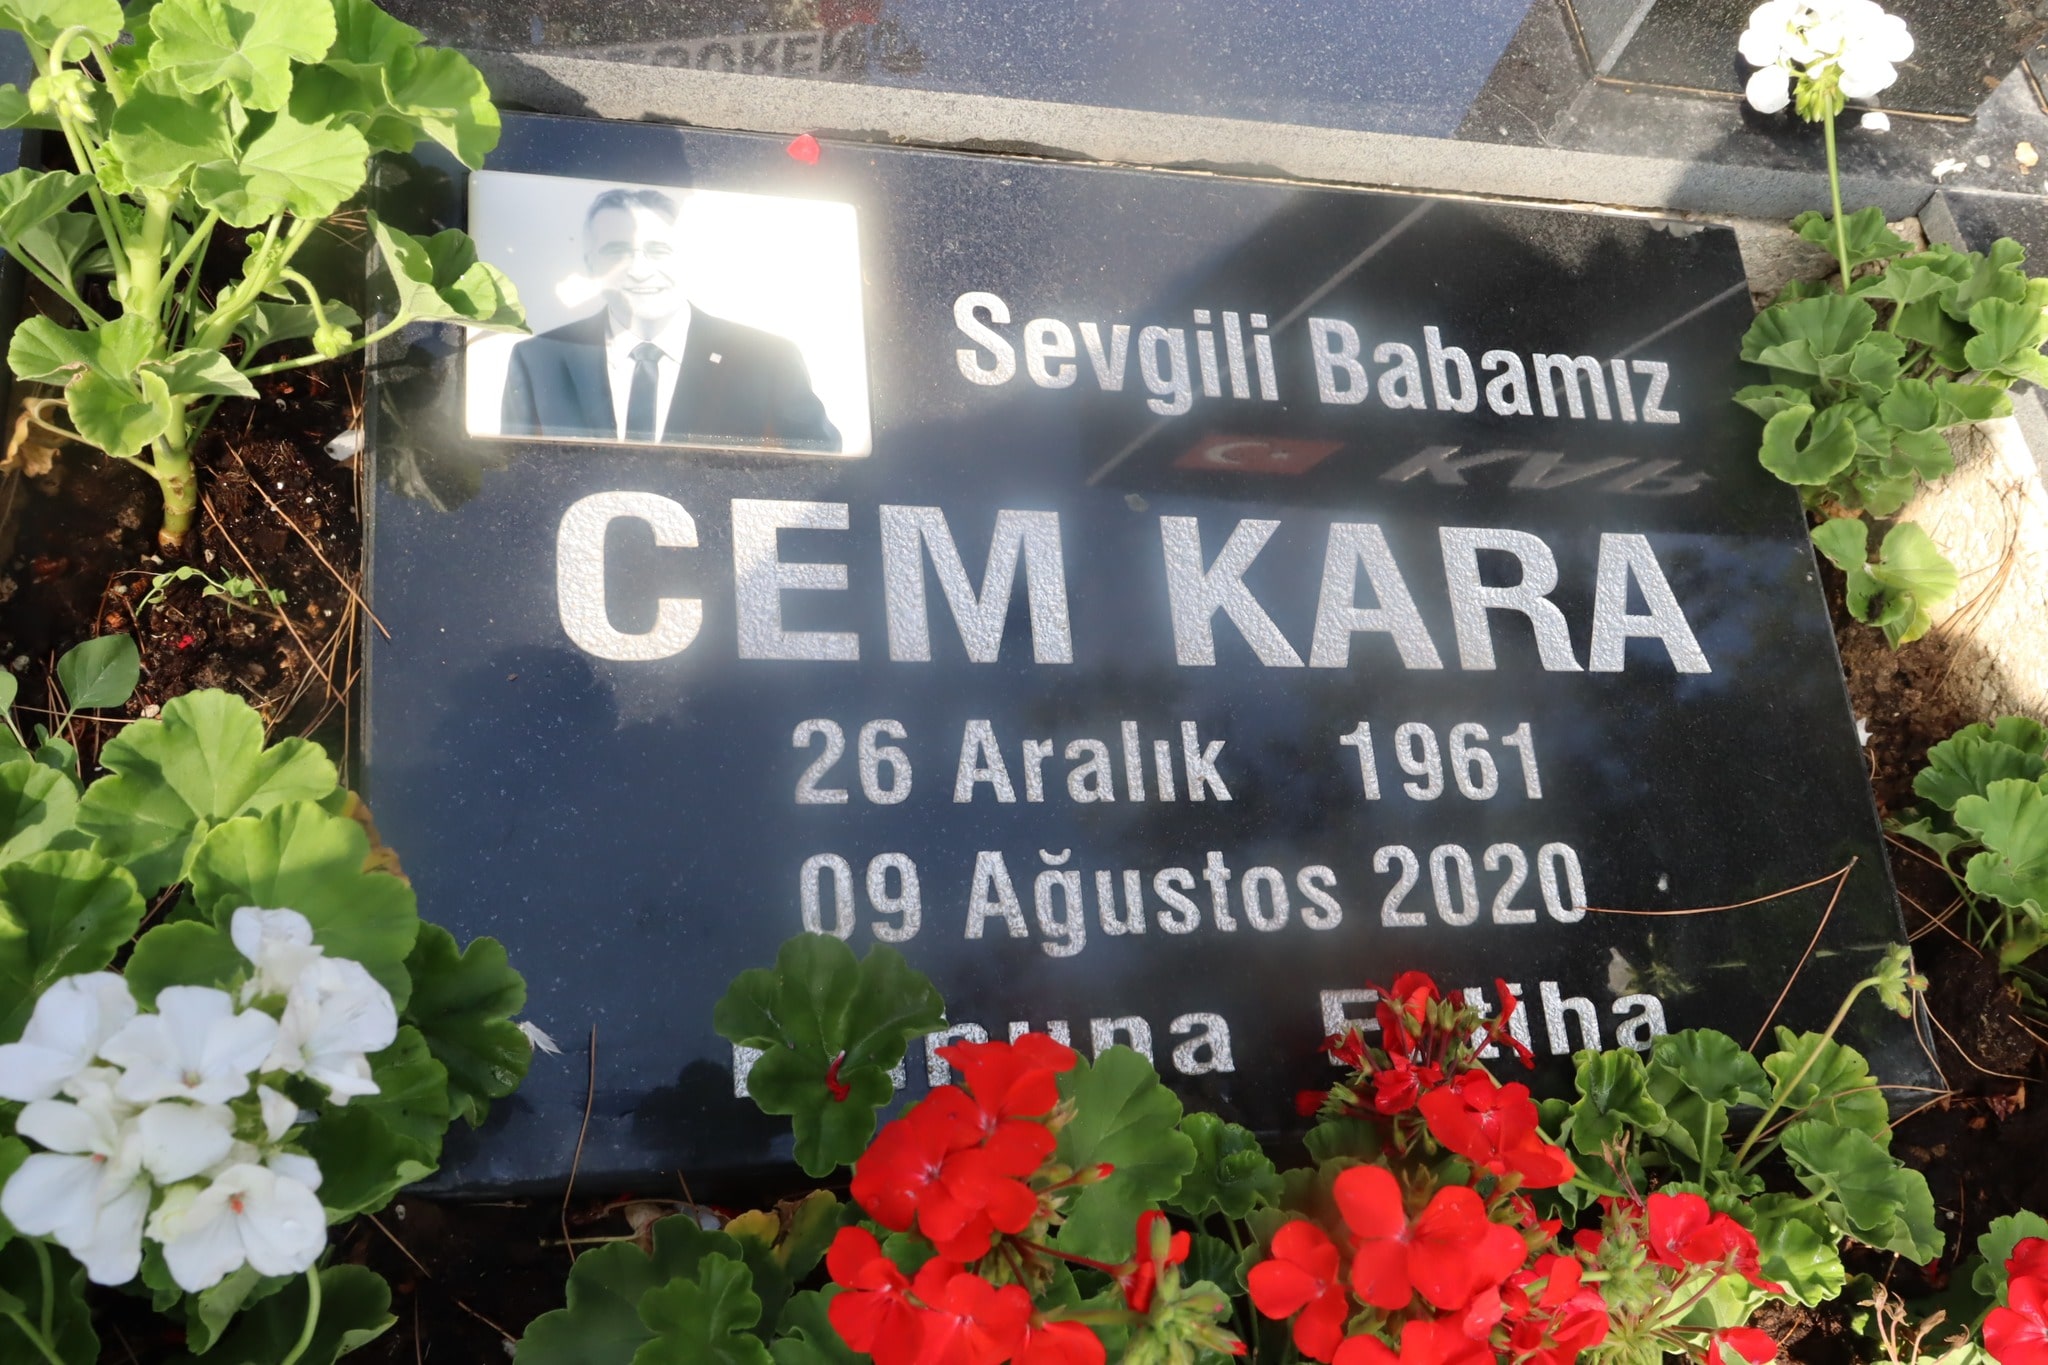 Sevgili Babamız
CEM KARA
26 Aralık 1961
09 Ağustos 2020